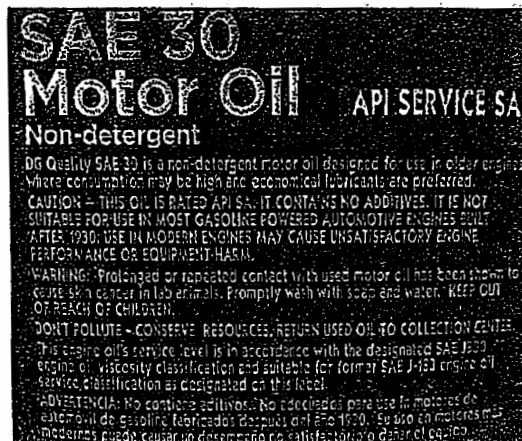 SAE 30
Motor Oil
API SERVICE SA
Non-detergent
DG Quality SAE 30 is a non-detergent motor oil designed for use in older engines
where consumption may be high and economical lubricants are preferred.
CAUTION – THIS OIL IS RATED API SA. IT CONTAINS NO ADDITIVES. IT IS NOT
SUITABLE FOR USE IN MOST GASOLINE POWERED AUTOMOTIVE ENGINES BUILT
AFTER 1930. USE IN MODERN ENGINES MAY CAUSE UNSATISFACTORY ENGINE
PERFORMANCE OR EQUIPMENT HARM.
WARNING: Prolonged or repeated contact with used motor oil has been shown to
cause skin cancer in lab animals. Promptly wash with soap and water. KEEP OUT
OF REACH OF CHILDREN.
DON'T POLLUTE – CONSERVE RESOURCES, RETURN USED OIL TO COLLECTION CENTER.
This engine oil's service level is in accordance with the designated SAE J300
engine oil viscosity classification and suitable for former SAE J-183 engine oil
service classification as designated on this label.
ADVERTENCIA: No contiene aditivos. No adecuados para use in motores de
automóvil de gasoline fabricados después del año 1930. Su uso en motores más
modernos puede causar un desempeño no satisfactorio o dañar el equipo.